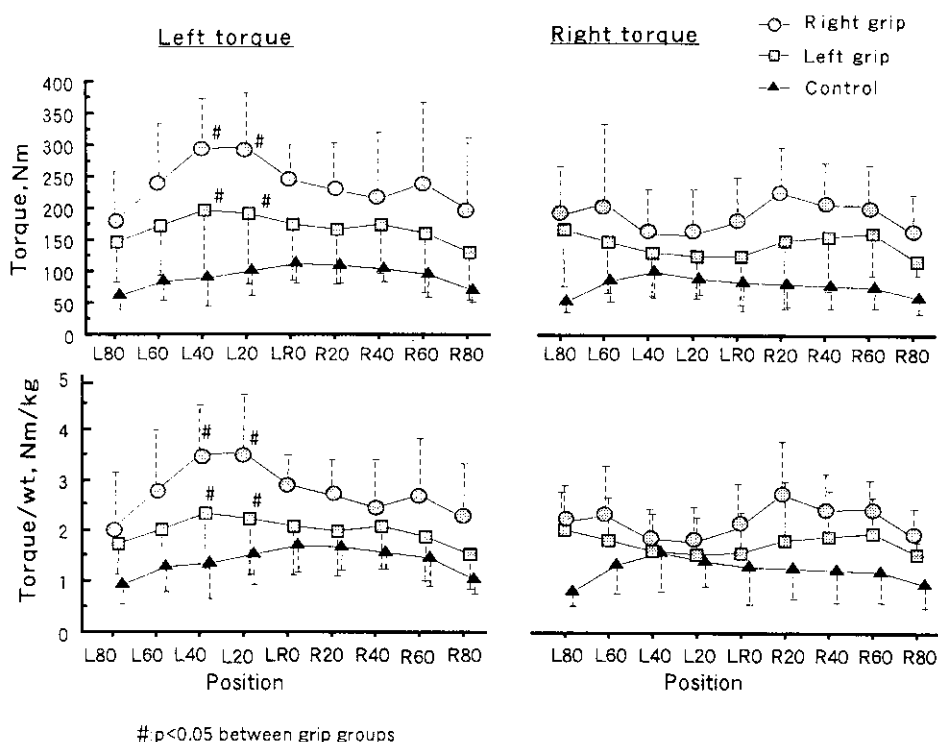 Left torque
Right torque
Right grip
Left grip
Control
Torque, Nm
400
350
300
250
200
150
100
50
0
# #
# #
L80 L60 L40 L20 LR0 R20 R40 R60 R80
L80 L60 L40 L20 LR0 R20 R40 R60 R80
Torque/wt, Nm/kg
5
4
3
2
1
0
# #
# #
L80 L60 L40 L20 LR0 R20 R40 R60 R80
Position
L80 L60 L40 L20 LR0 R20 R40 R60 R80
Position
#:p<0.05 between grip groups